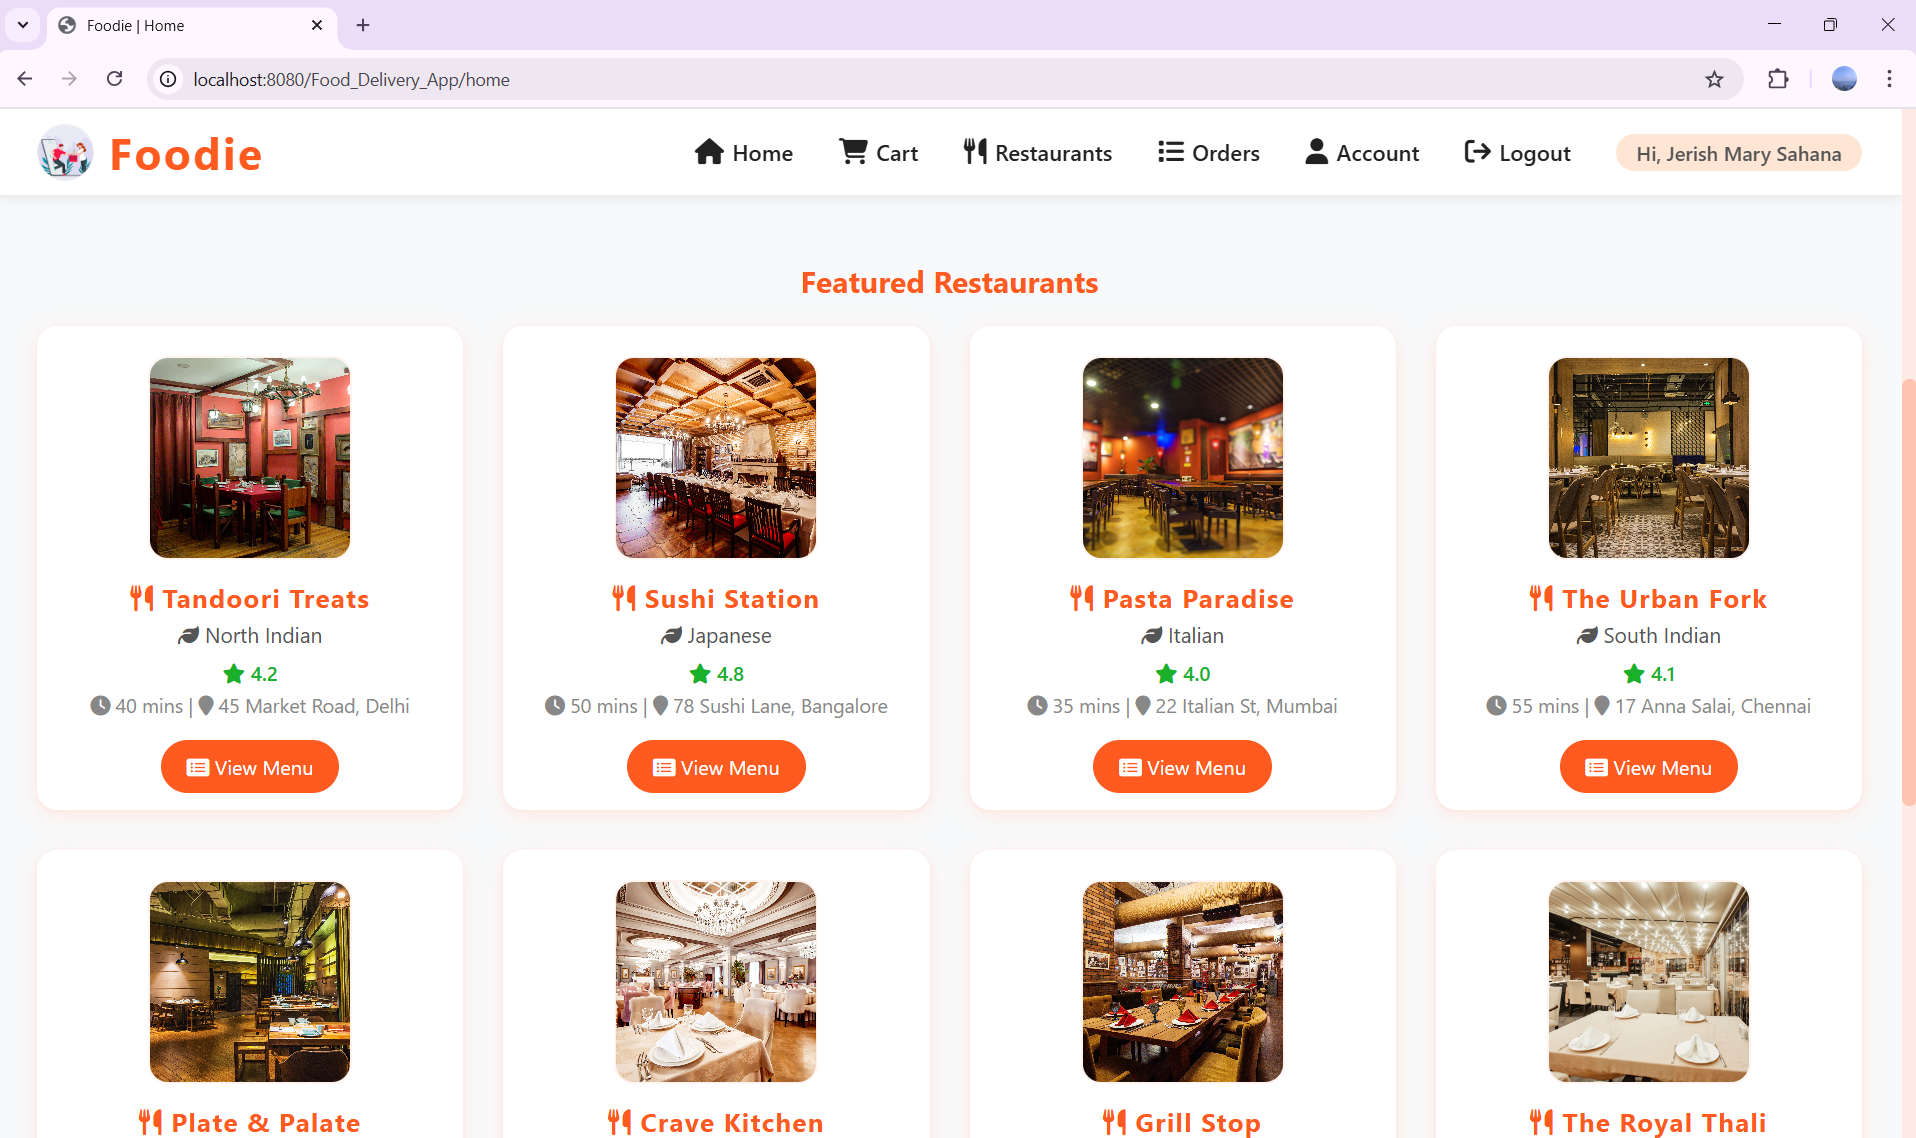 Foodie | Home
localhost:8080/Food_Delivery_App/home
Foodie
Home
Cart
Restaurants
Orders
Account
Logout
Hi, Jerish Mary Sahana
Featured Restaurants
Tandoori Treats
North Indian
4.2
40 mins | 45 Market Road, Delhi
View Menu
Sushi Station
Japanese
4.8
50 mins | 78 Sushi Lane, Bangalore
View Menu
Pasta Paradise
Italian
4.0
35 mins | 22 Italian St, Mumbai
View Menu
The Urban Fork
South Indian
4.1
55 mins | 17 Anna Salai, Chennai
View Menu
Plate & Palate
Crave Kitchen
Grill Stop
The Royal Thali